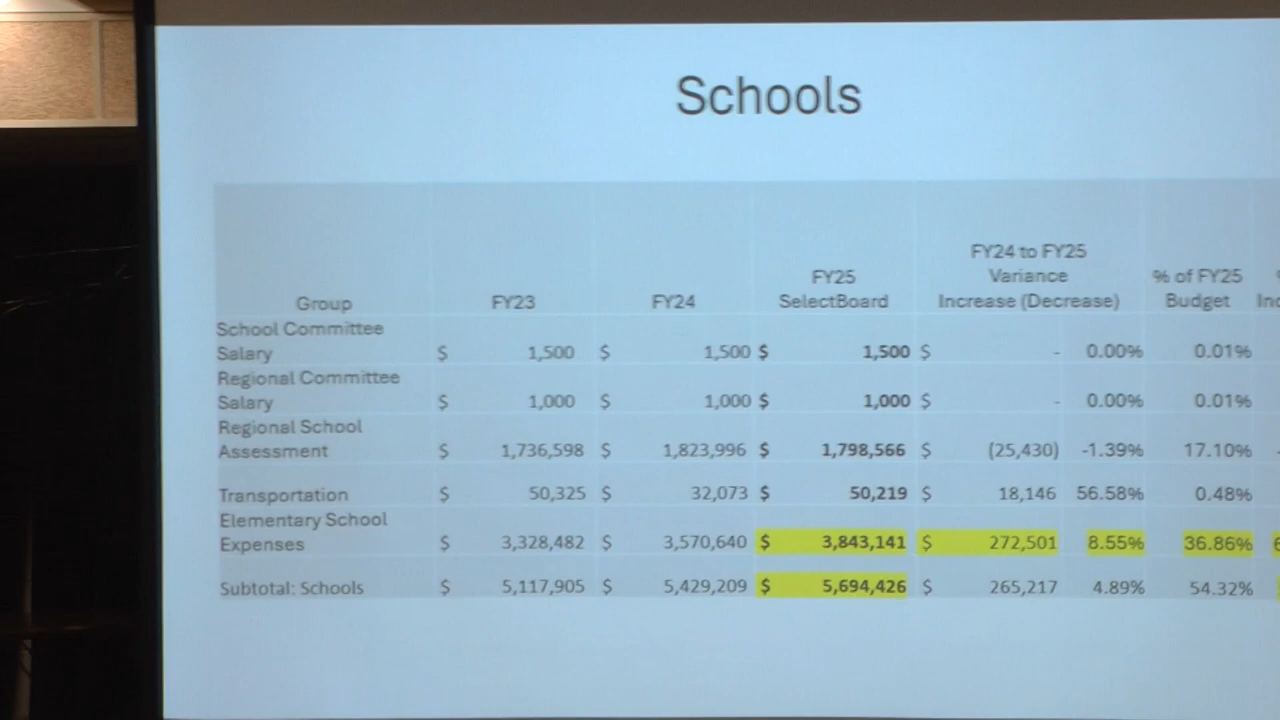 Schools
FY24 to FY25
FY25 Variance % of FY25
Group FY23 FY24 SelectBoard Increase (Decrease) Budget
School Committee
Salary $ 1,500 $ 1,500 $ 1,500 $ - 0.00% 0.01%
Regional Committee
Salary $ 1,000 $ 1,000 $ 1,000 $ - 0.00% 0.01%
Regional School
Assessment $ 1,736,598 $ 1,823,996 $ 1,798,566 $ (25,430) -1.39% 17.10%
Transportation $ 50,325 $ 32,073 $ 50,219 $ 18,146 56.58% 0.48%
Elementary School
Expenses $ 3,328,482 $ 3,570,640 $ 3,843,141 $ 272,501 8.55% 36.86%
Subtotal: Schools $ 5,117,905 $ 5,429,209 $ 5,694,426 $ 265,217 4.89% 54.32%